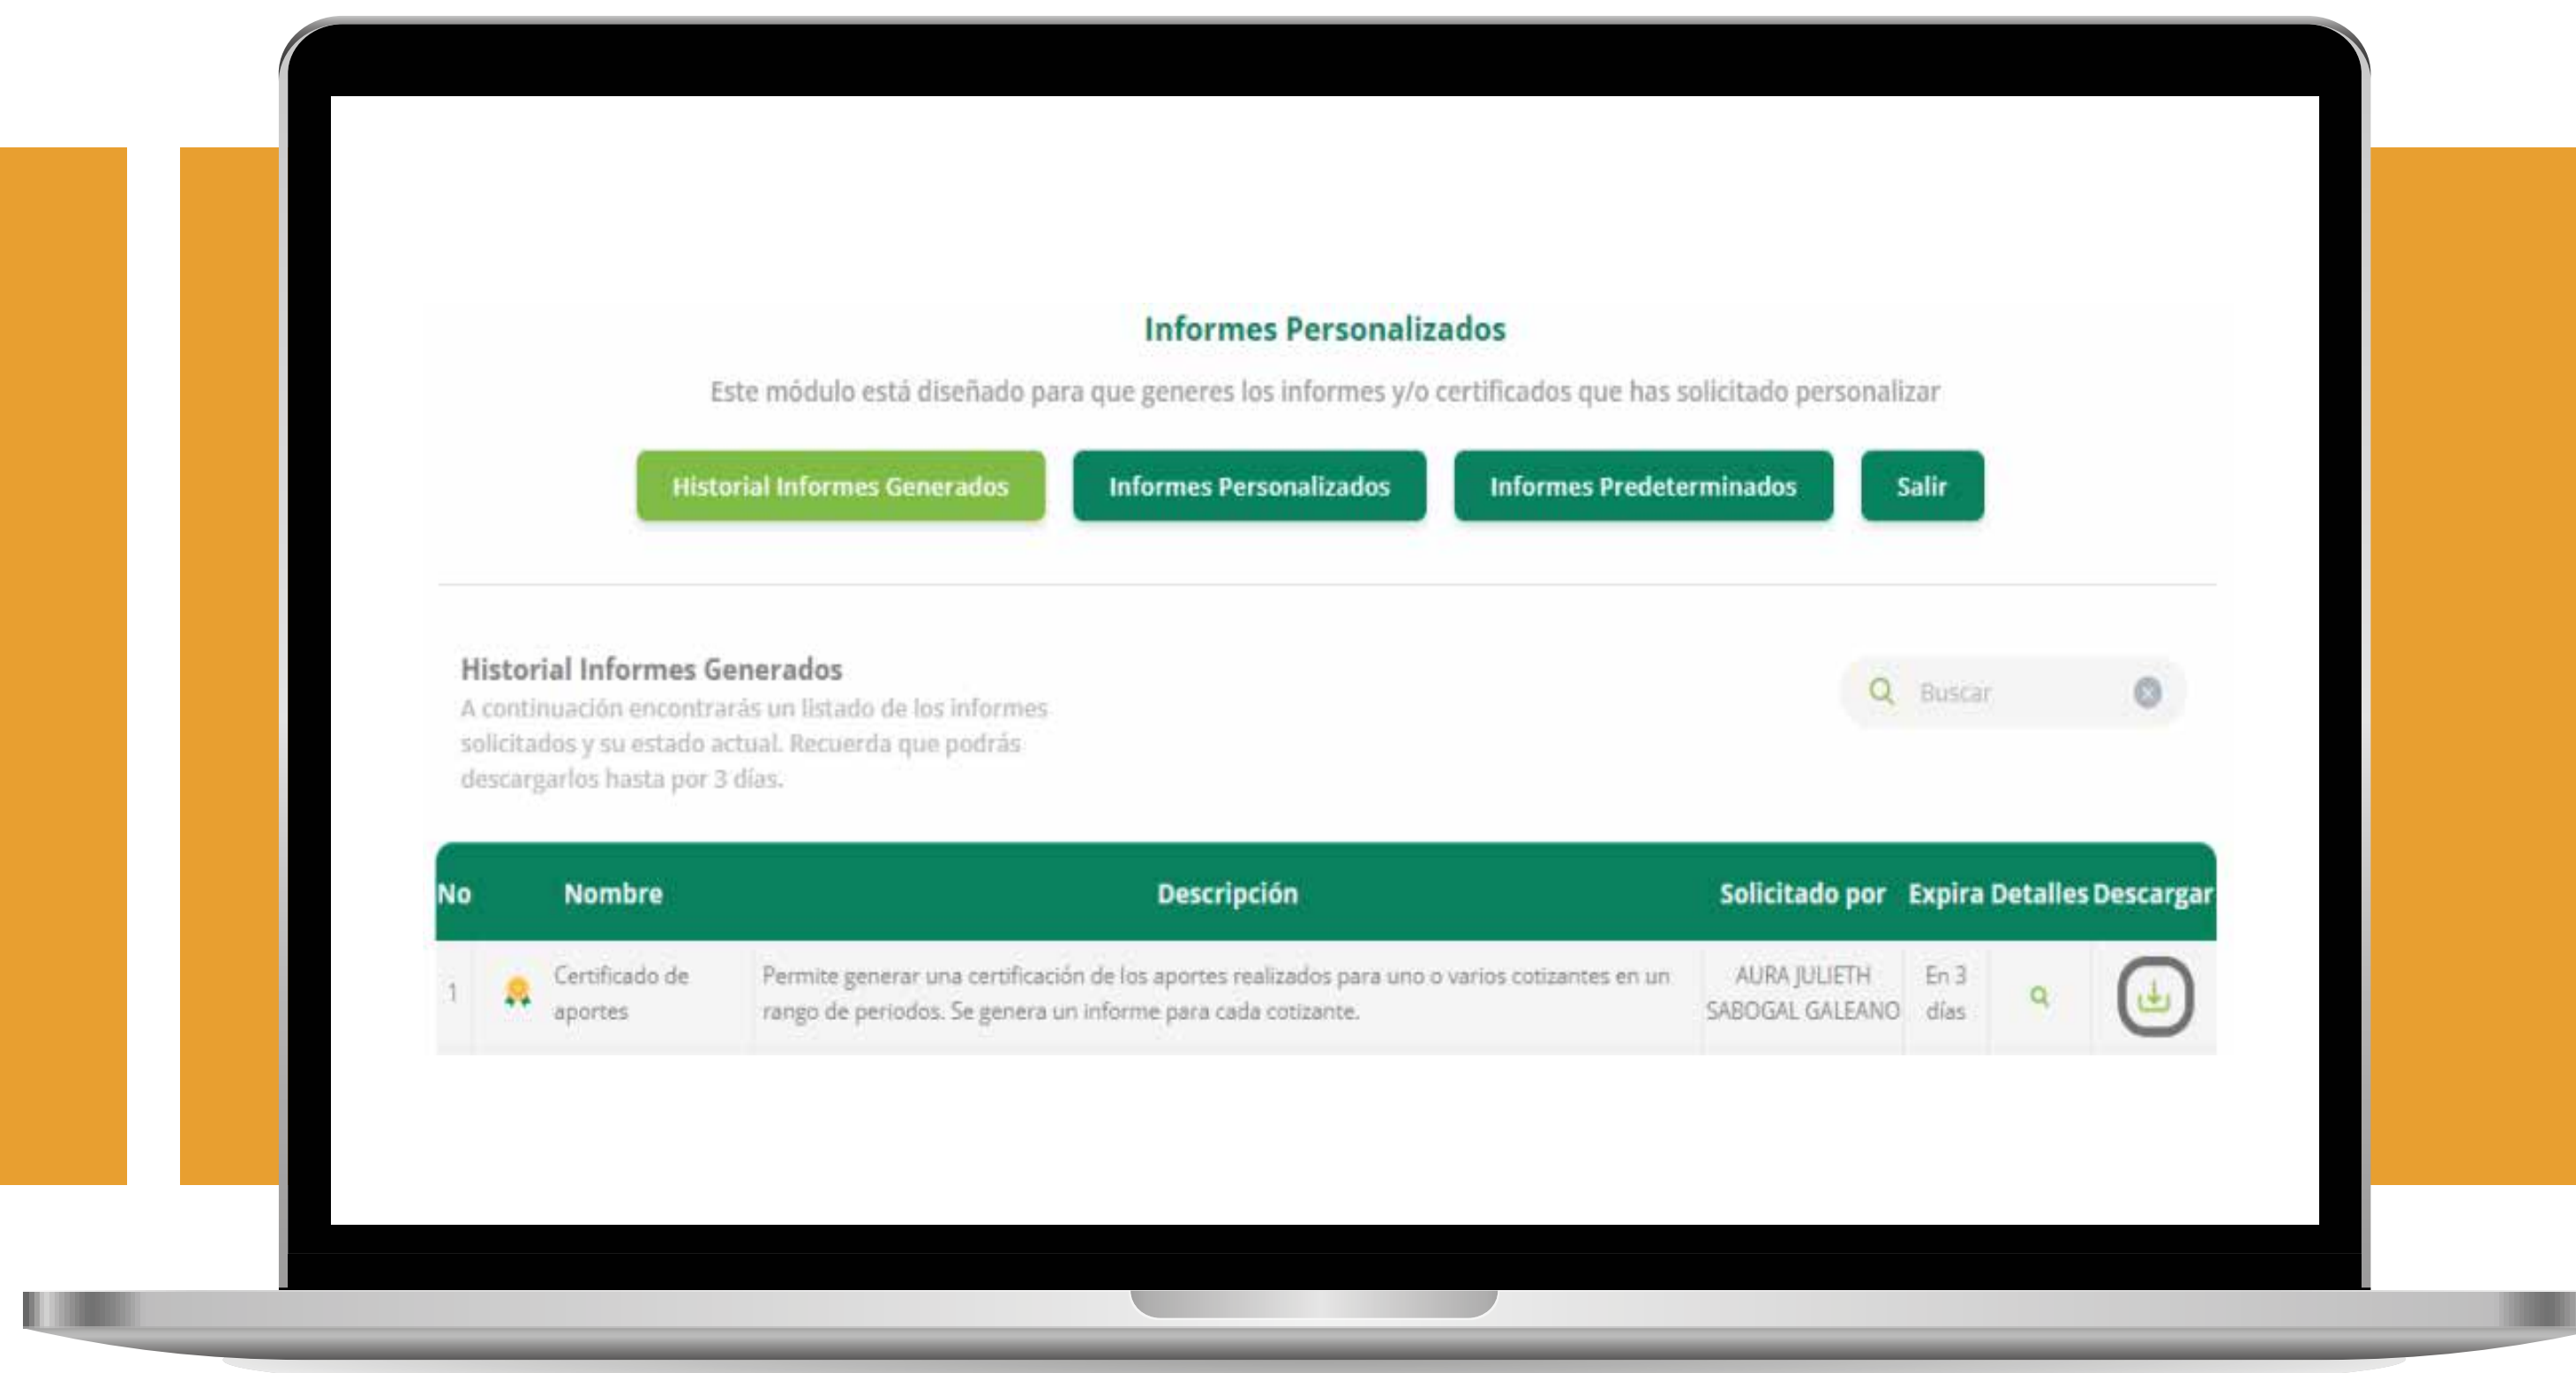 Informes Personalizados
Este módulo está diseñado para que generes los informes y/o certificados que has solicitado personalizar
Historial Informes Generados
Informes Personalizados
Informes Predeterminados
Salir
Historial Informes Generados
A continuación encontrarás un listado de los informes
solicitados y su estado actual. Recuerda que podrás
descargarlos hasta por 3 días.
Buscar
No Nombre Descripción Solicitado por Expira Detalles Descargar
1
Certificado de
aportes
Permite generar una certificación de los aportes realizados para uno o varios cotizantes en un
rango de periodos. Se genera un informe para cada cotizante.
AURA JULIETH
SABOGAL GALEANO
En 3
días